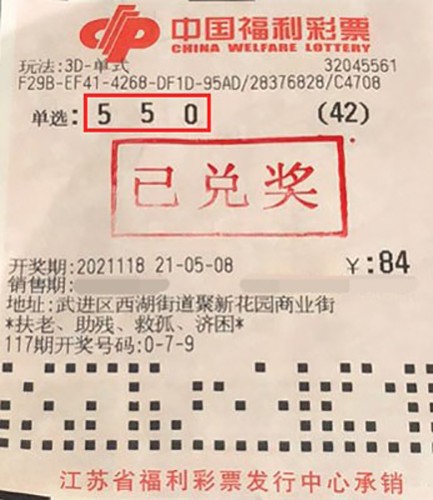 中国福利彩票
CHINA WELFARE LOTTERY
玩法:3D-单式 32045561
F29B-EF41-4268-DF1D-95AD/28376828/C4708
单选: 5 5 0 (42)
已兑奖
开奖期:2021118 21-05-08 ¥:84
销售期:
地址:武进区西湖街道聚新花园商业街
*扶老、助残、救孤、济困*
117期开奖号码:0-7-9
江苏省福利彩票发行中心承销